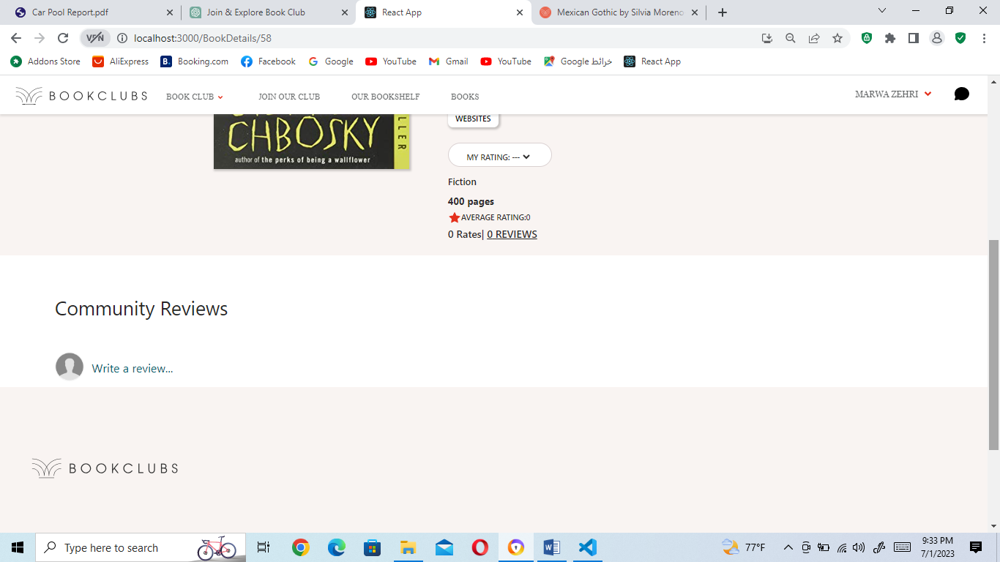 Car Pool Report.pdf
Join & Explore Book Club
React App
Mexican Gothic by Silvia Moreno
VPN
localhost:3000/BookDetails/58
Addons Store
AliExpress
B.
Booking.com
Facebook
Google
YouTube
Gmail
YouTube
خرائط Google
React App
BOOKCLUBS
BOOK CLUB
JOIN OUR CLUB
OUR BOOKSHELF
BOOKS
MARWA ZEHRI
CHBOSKY
author of the perks of being a wallflower
LLER
WEBSITES
MY RATING: ---
Fiction
400 pages
AVERAGE RATING:0
0 Rates| 0 REVIEWS
Community Reviews
Write a review...
BOOKCLUBS
Type here to search
77°F
9:33 PM
7/1/2023